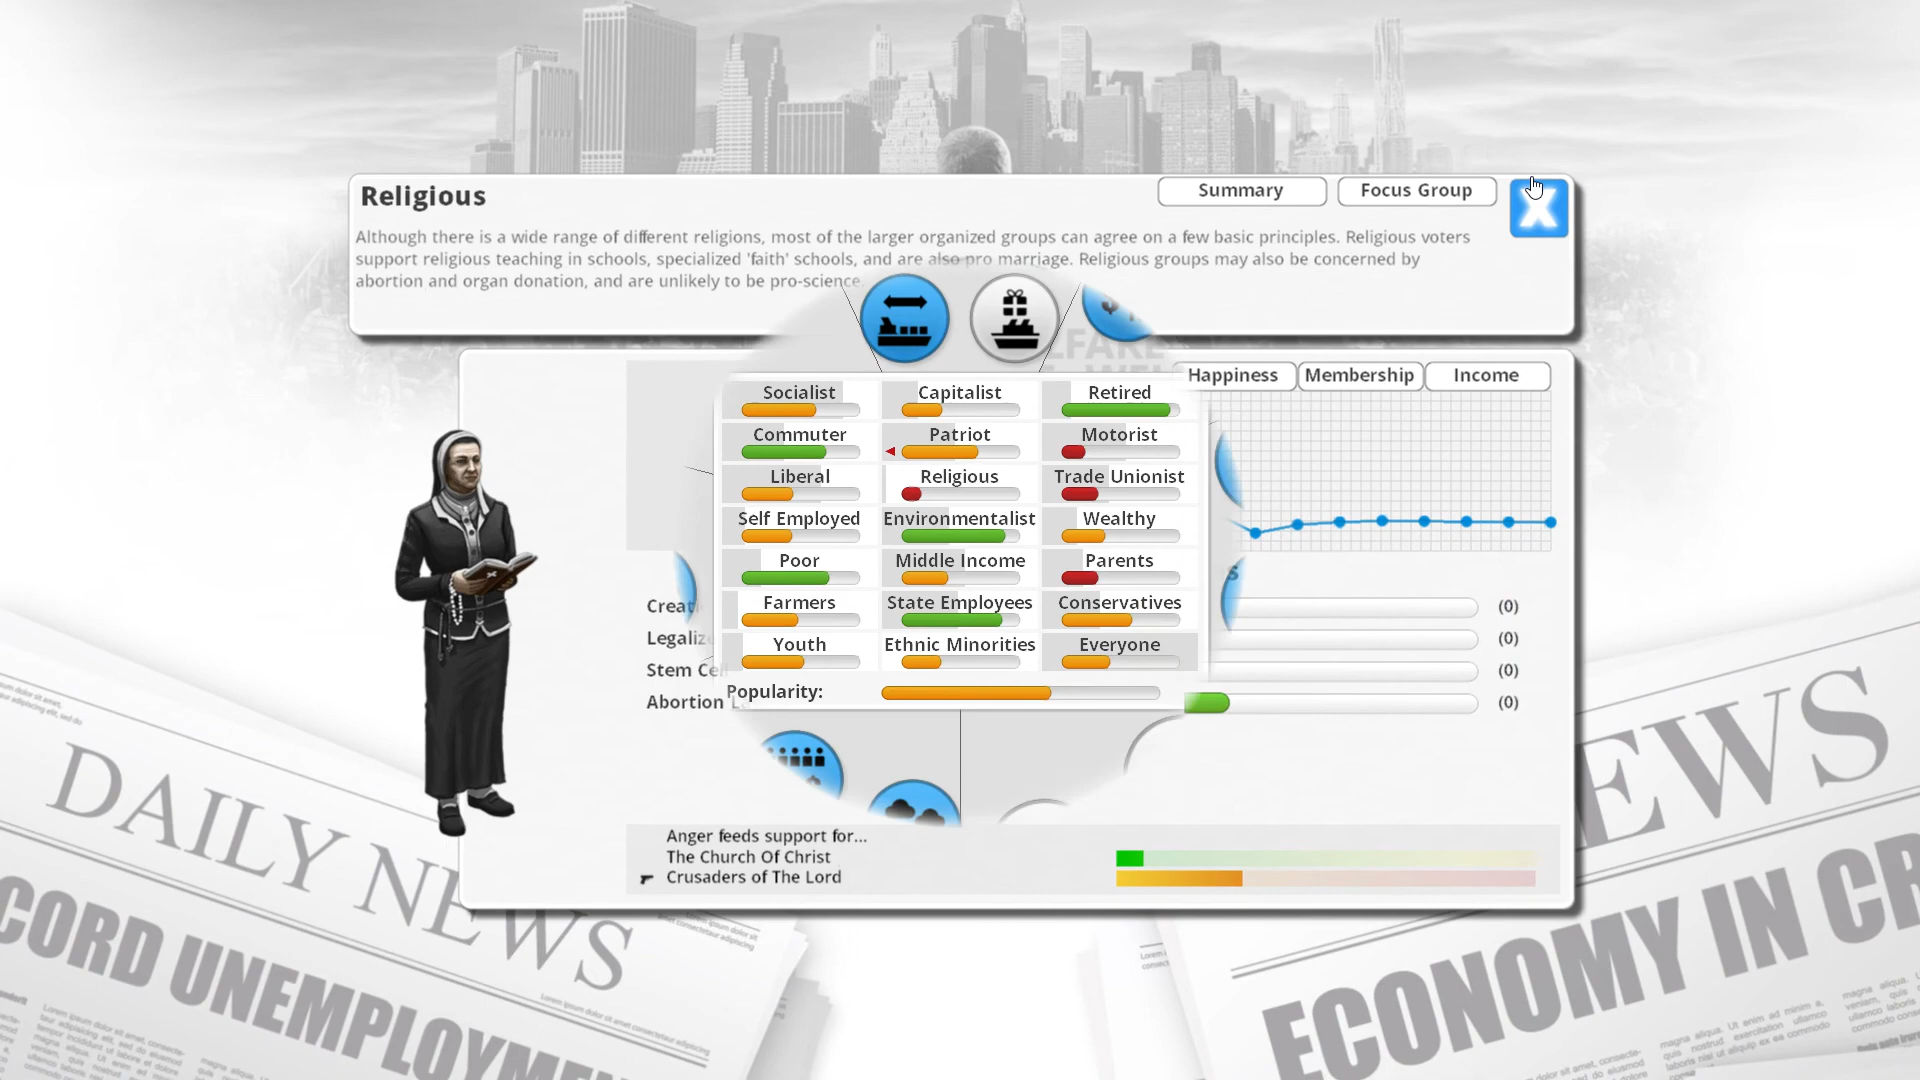 Religious
Summary
Focus Group
X
Although there is a wide range of different religions, most of the larger organized groups can agree on a few basic principles. Religious voters
support religious teaching in schools, specialized 'faith' schools, and are also pro marriage. Religious groups may also be concerned by
abortion and organ donation, and are unlikely to be pro-science.
Happiness
Membership
Income
Socialist
Capitalist
Retired
Commuter
Patriot
Motorist
Liberal
Religious
Trade Unionist
Self Employed
Environmentalist
Wealthy
Poor
Middle Income
Parents
Farmers
State Employees
Conservatives
Youth
Ethnic Minorities
Everyone
Popularity:
(0)
(0)
Stem
(0)
Abortion
(0)
Anger feeds support for...
The Church Of Christ
Crusaders of The Lord
DAILY NEWS
CORD UNEMPLOYME
EWS
ECONOMY IN CR